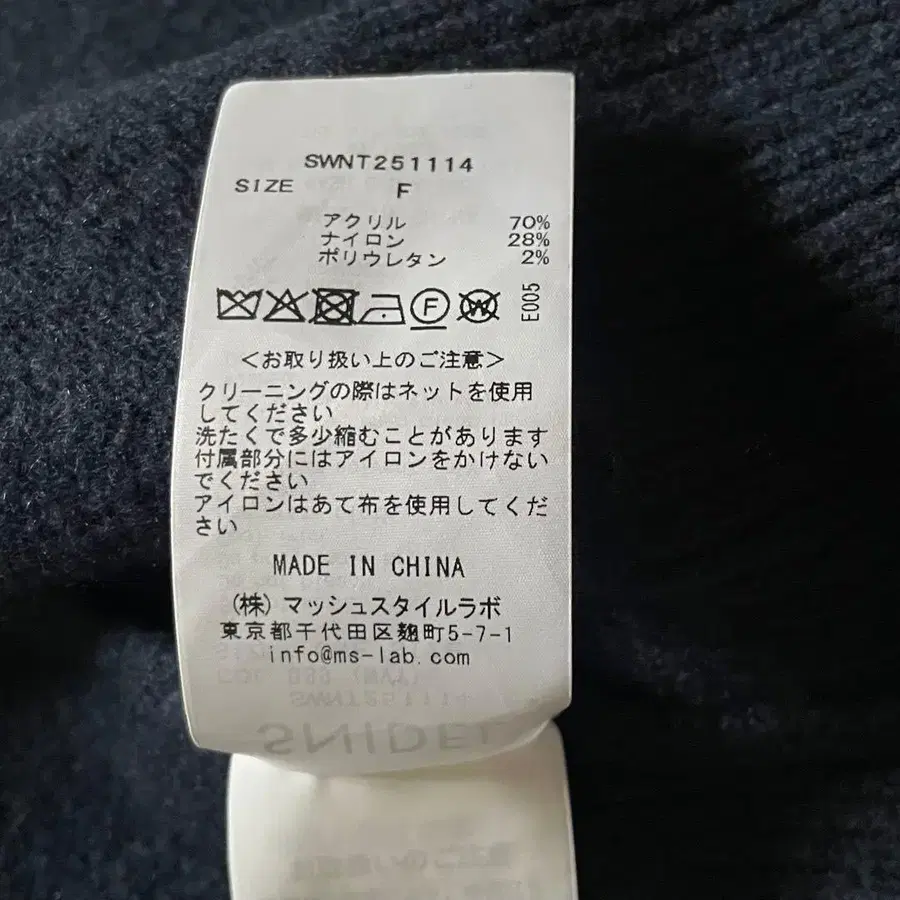 SWNT251114
SIZE F
アクリル 70%
ナイロン 28%
ポリウレタン 2%
F W E005
<お取り扱い上のご注意>
クリーニングの際はネットを使用
してください
洗たくで多少縮むことがあります
付属部分にはアイロンをかけない
でください
アイロンはあて布を使用してくだ
さい
MADE IN CHINA
(株)マッシュスタイルラボ
東京都千代田区麹町5-7-1
info@ms-lab.com
SWNT251114
SNIDEL